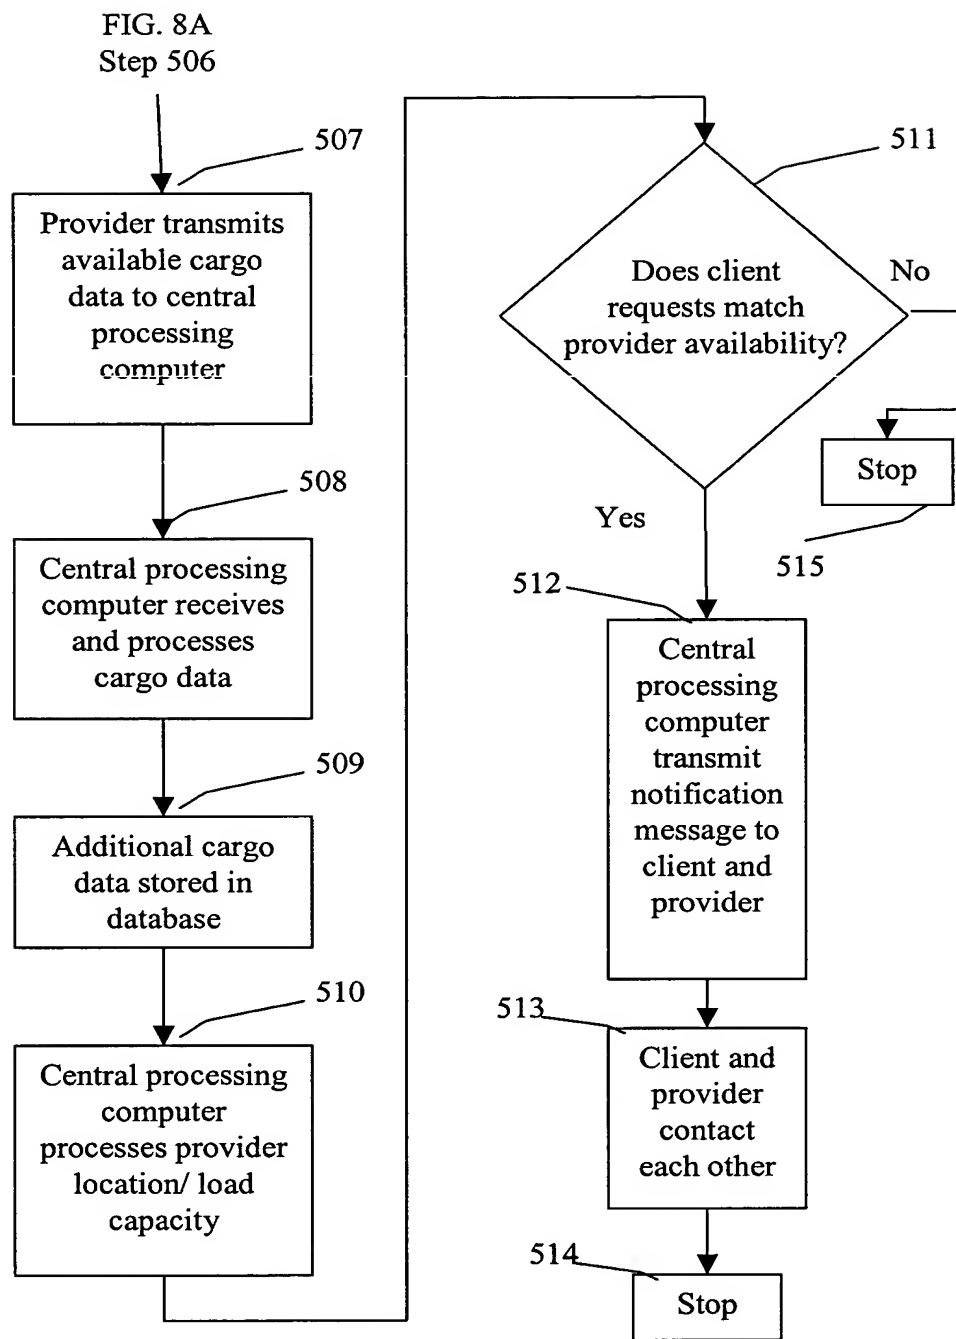 FIG. 8A
Step 506
507
Provider transmits
available cargo
data to central
processing
computer
508
Central processing
computer receives
and processes
cargo data
509
Additional cargo
data stored in
database
510
Central processing
computer
processes provider
location/ load
capacity
511
Does client
requests match
provider availability?
No
Stop
515
Yes
512
Central
processing
computer
transmit
notification
message to
client and
provider
513
Client and
provider
contact
each other
514
Stop